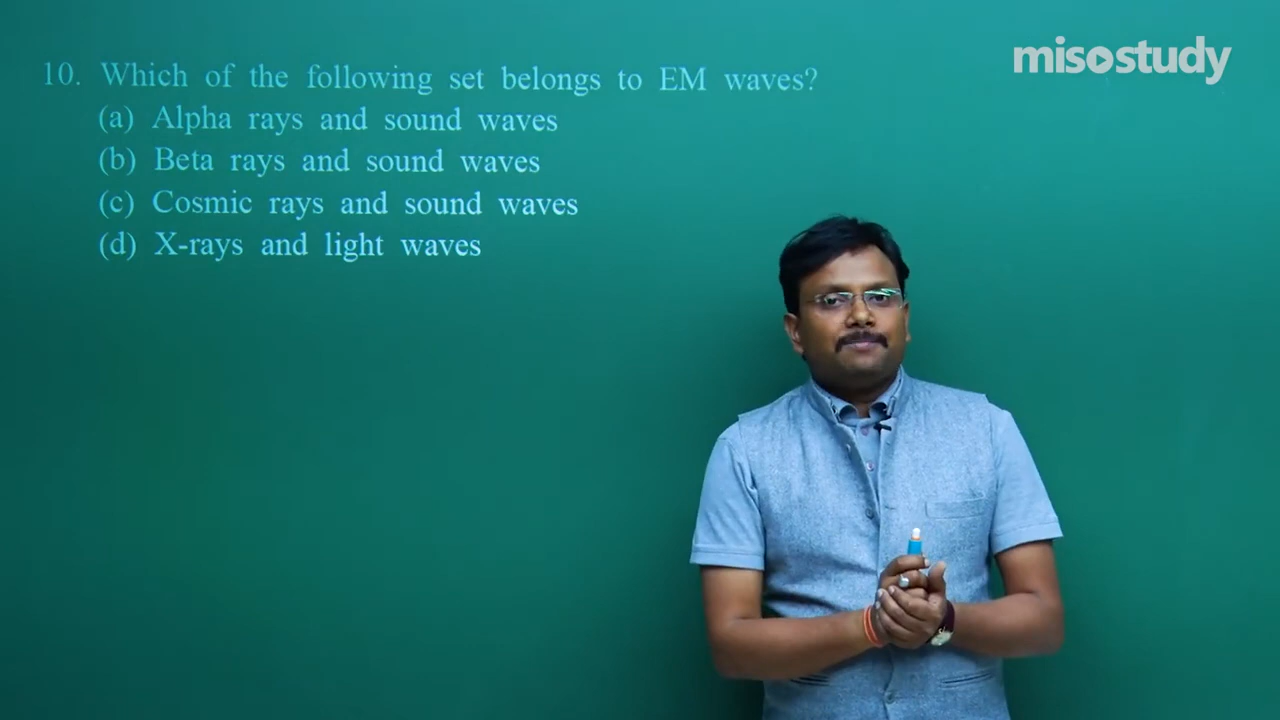 misostudy
10. Which of the following set belongs to EM waves?
(a) Alpha rays and sound waves
(b) Beta rays and sound waves
(c) Cosmic rays and sound waves
(d) X-rays and light waves